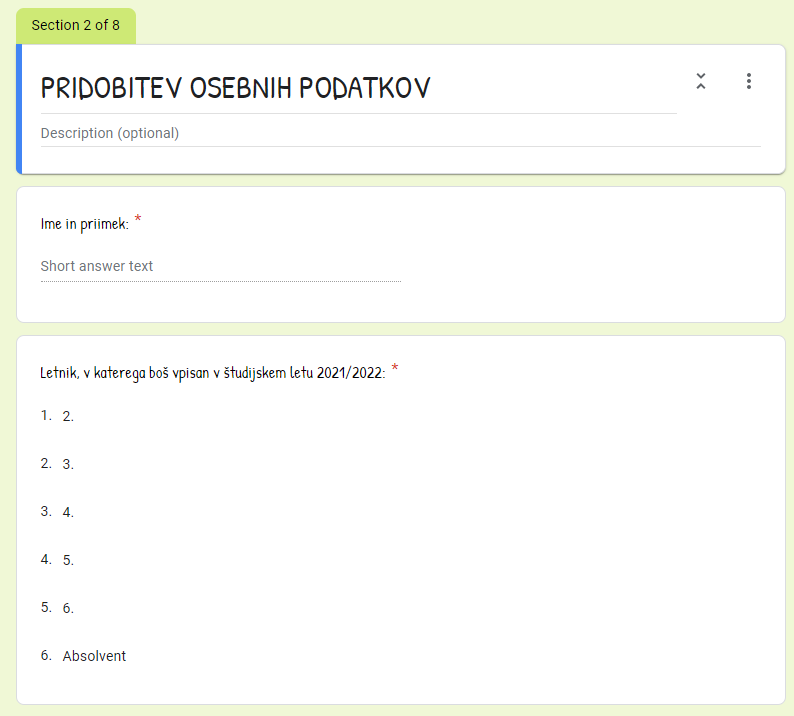 Section 2 of 8
PRIDOBITEV OSEBNIH PODATKOV
Description (optional)
Ime in priimek: *
Short answer text
Letnik, v katerega boš vpisan v študijskem letu 2021/2022: *
1. 2.
2. 3.
3. 4.
4. 5.
5. 6.
6. Absolvent